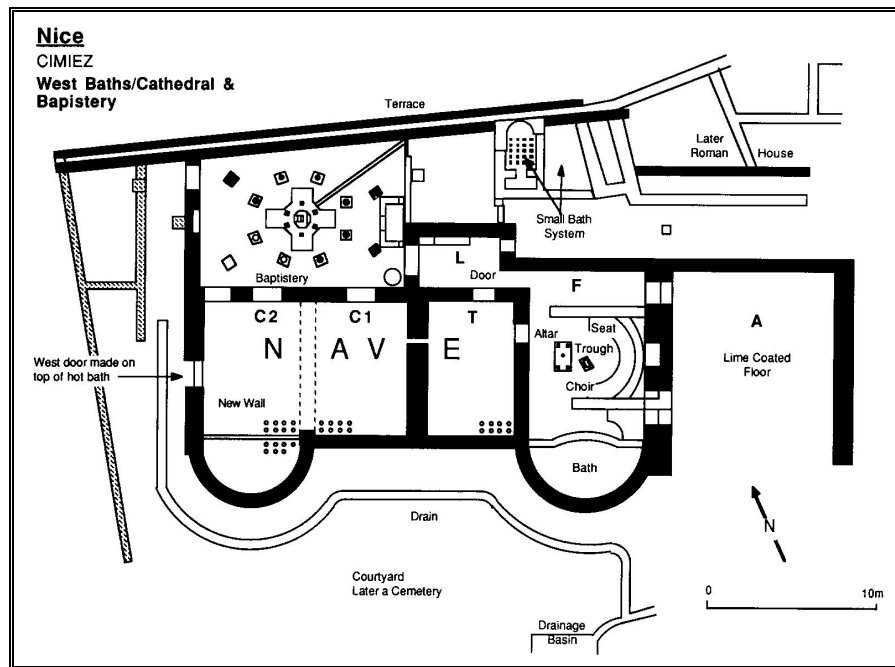 Nice
CIMIEZ
West Baths/Cathedral &
Bapistery
Terrace
Later
Roman
House
Small Bath
System
L
Door
Baptistery
F
C2
C1
T
A
N A V E
Altar
Seat
Trough
Choir
Lime Coated
Floor
West door made on
top of hot bath
New Wall
Bath
Drain
N
Courtyard
Later a Cemetery
0
10m
Drainage
Basin